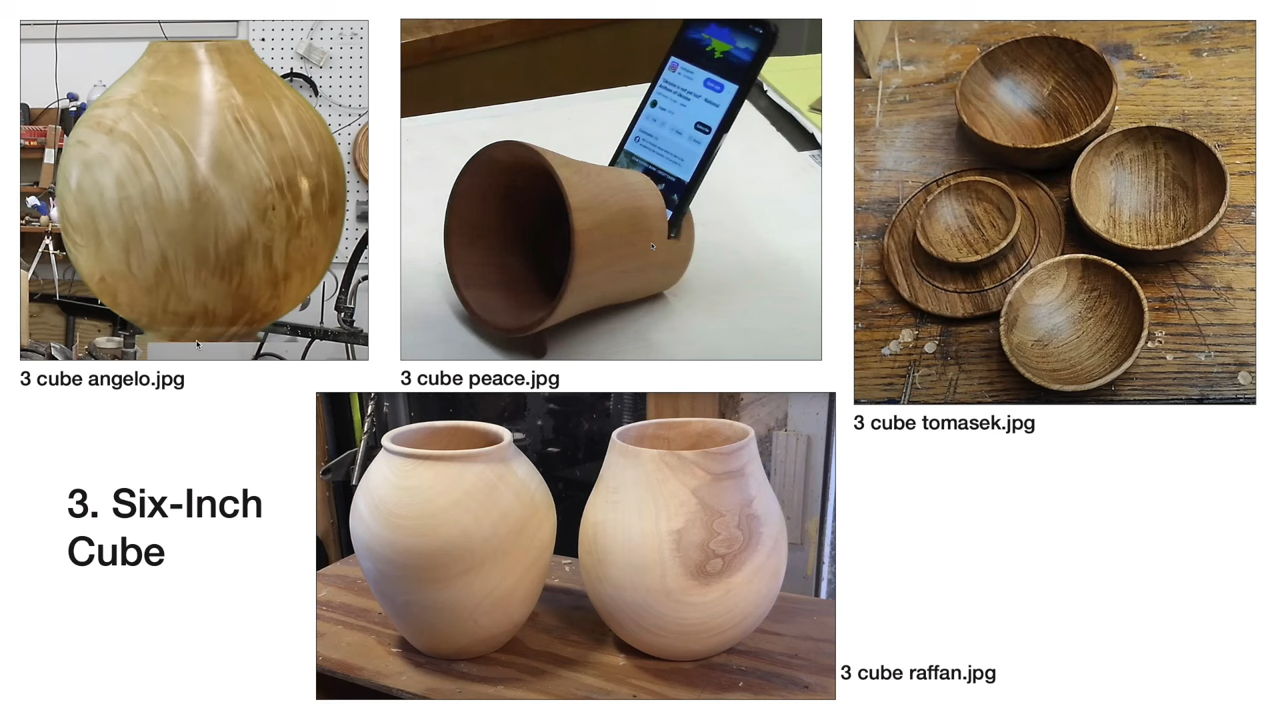 3 cube angelo.jpg
3 cube peace.jpg
3 cube tomasek.jpg
3. Six-Inch
Cube
3 cube raffan.jpg